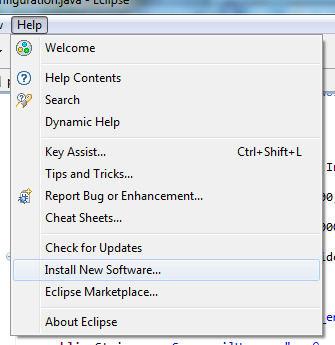 nfiguration.java - Eclipse
Help
Welcome
Help Contents
Search
Dynamic Help
Key Assist... Ctrl+Shift+L
Tips and Tricks...
Report Bug or Enhancement...
Cheat Sheets...
Check for Updates
Install New Software...
Eclipse Marketplace...
About Eclipse